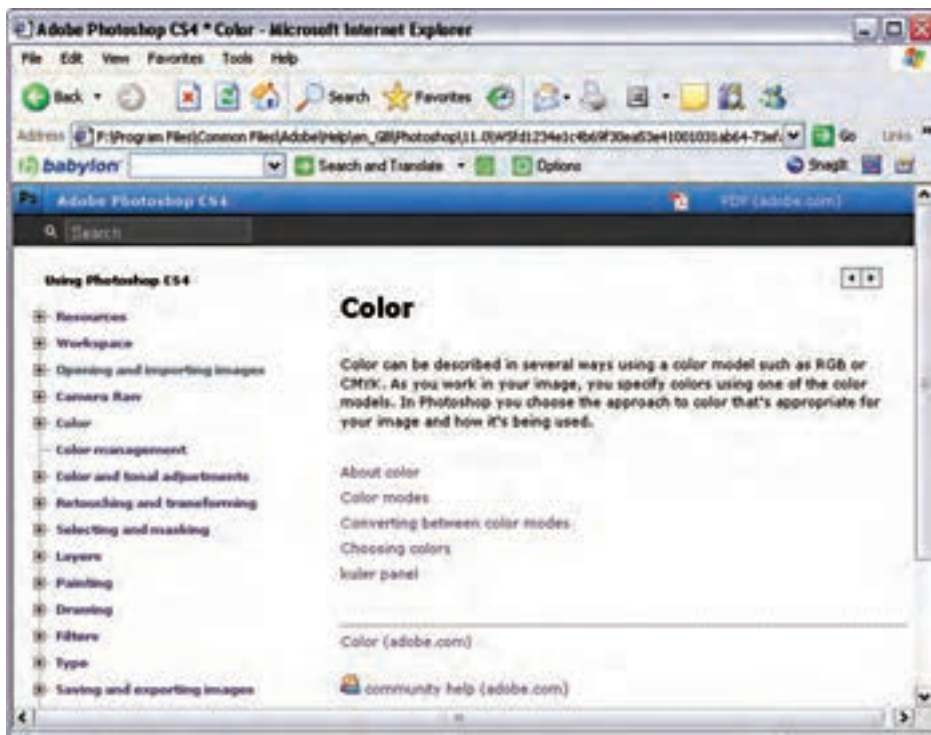 Adobe Photoshop CS4 * Color - Microsoft Internet Explorer
File Edit View Favorites Tools Help
Back Search Favorites
Address Go Links
babylon Search and Translate Options SnagIt
Ps Adobe Photoshop CS4 PDF (adobe.com)
Search
Using Photoshop CS4
Resources
Workspace
Opening and importing images
Camera Raw
Color
Color management
Color and tonal adjustments
Retouching and transforming
Selecting and masking
Layers
Painting
Drawing
Filters
Type
Saving and exporting images
Color
Color can be described in several ways using a color model such as RGB or
CMYK. As you work in your image, you specify colors using one of the color
models. In Photoshop you choose the approach to color that's appropriate for
your image and how it's being used.
About color
Color modes
Converting between color modes
Choosing colors
kuler panel
Color (adobe.com)
community help (adobe.com)